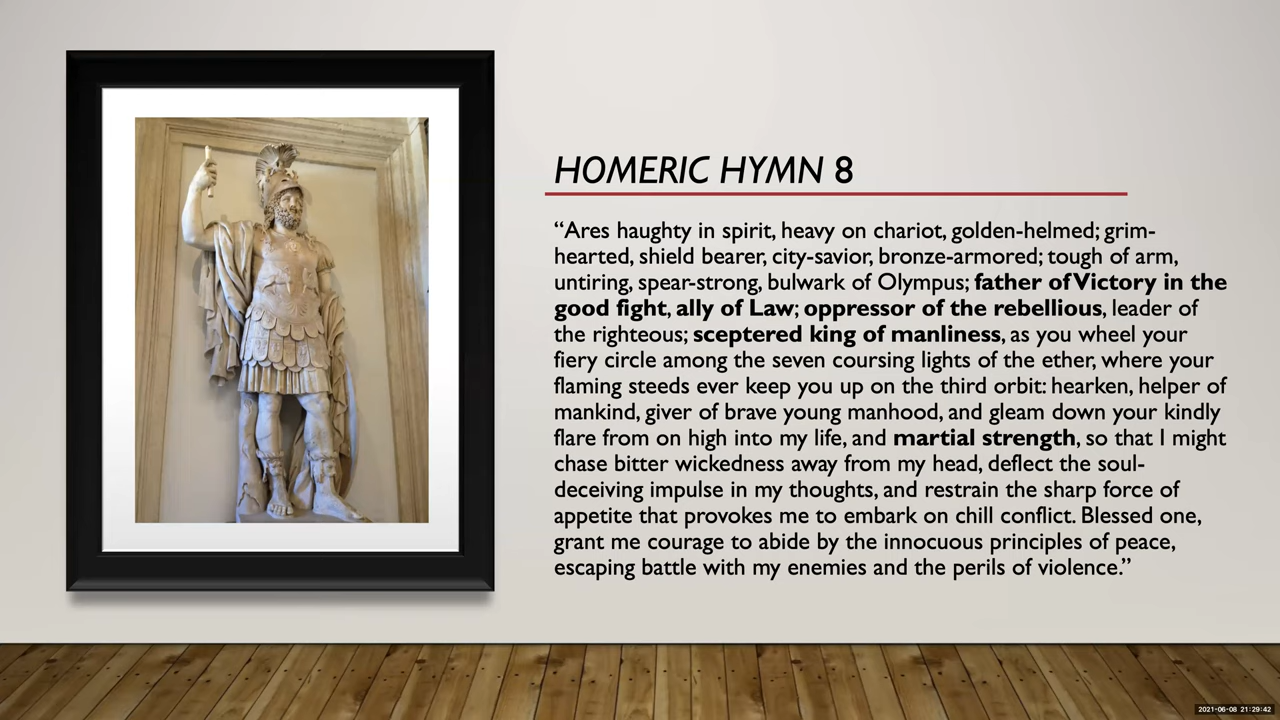 HOMERIC HYMN 8
“Ares haughty in spirit, heavy on chariot, golden-helmed; grim-
hearted, shield bearer, city-savior, bronze-armored; tough of arm,
untiring, spear-strong, bulwark of Olympus; father of Victory in the
good fight, ally of Law; oppressor of the rebellious, leader of
the righteous; sceptered king of manliness, as you wheel your
fiery circle among the seven coursing lights of the ether, where your
flaming steeds ever keep you up on the third orbit: hearken, helper of
mankind, giver of brave young manhood, and gleam down your kindly
flare from on high into my life, and martial strength, so that I might
chase bitter wickedness away from my head, deflect the soul-
deceiving impulse in my thoughts, and restrain the sharp force of
appetite that provokes me to embark on chill conflict. Blessed one,
grant me courage to abide by the innocuous principles of peace,
escaping battle with my enemies and the perils of violence.”
2021-06-08 21:29:42